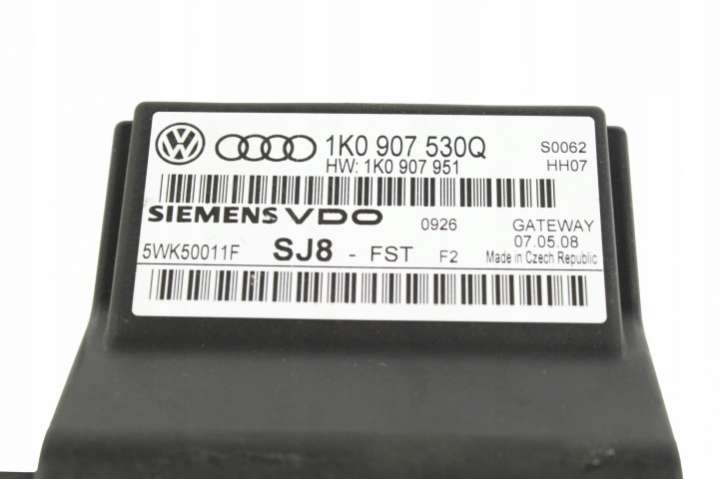 1K0 907 530Q S0062
HW: 1K0 907 951 HH07
SIEMENS VDO 0926 GATEWAY
07.05.08
5WK50011F SJ8 - FST F2 Made in Czech Republic